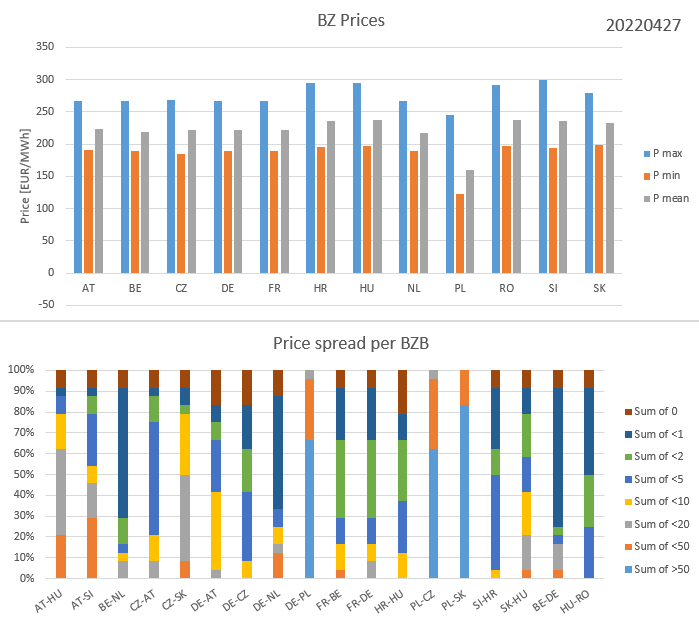 BZ Prices
20220427
350
300
250
200
150
100
50
0
-50
Price [EUR/MWh]
AT BE CZ DE FR HR HU NL PL RO SI SK
P max
P min
P mean
Price spread per BZB
100%
90%
80%
70%
60%
50%
40%
30%
20%
10%
0%
AT-HU AT-SI BE-NL CZ-AT CZ-SK DE-AT DE-CZ DE-NL DE-PL FR-BE FR-DE HR-HU PL-CZ PL-SK SI-HR SK-HU BE-DE HU-RO
Sum of 0
Sum of <1
Sum of <2
Sum of <5
Sum of <10
Sum of <20
Sum of <50
Sum of >50